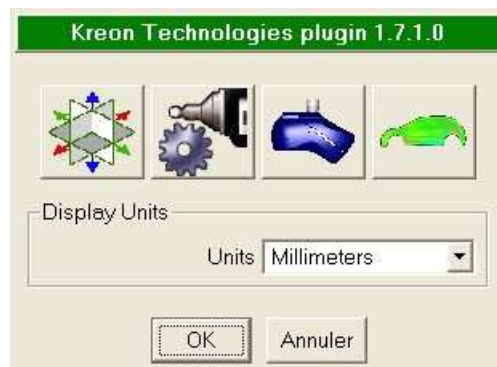 Kreon Technologies plugin 1.7.1.0
Display Units
Units Millimeters
OK Annuler